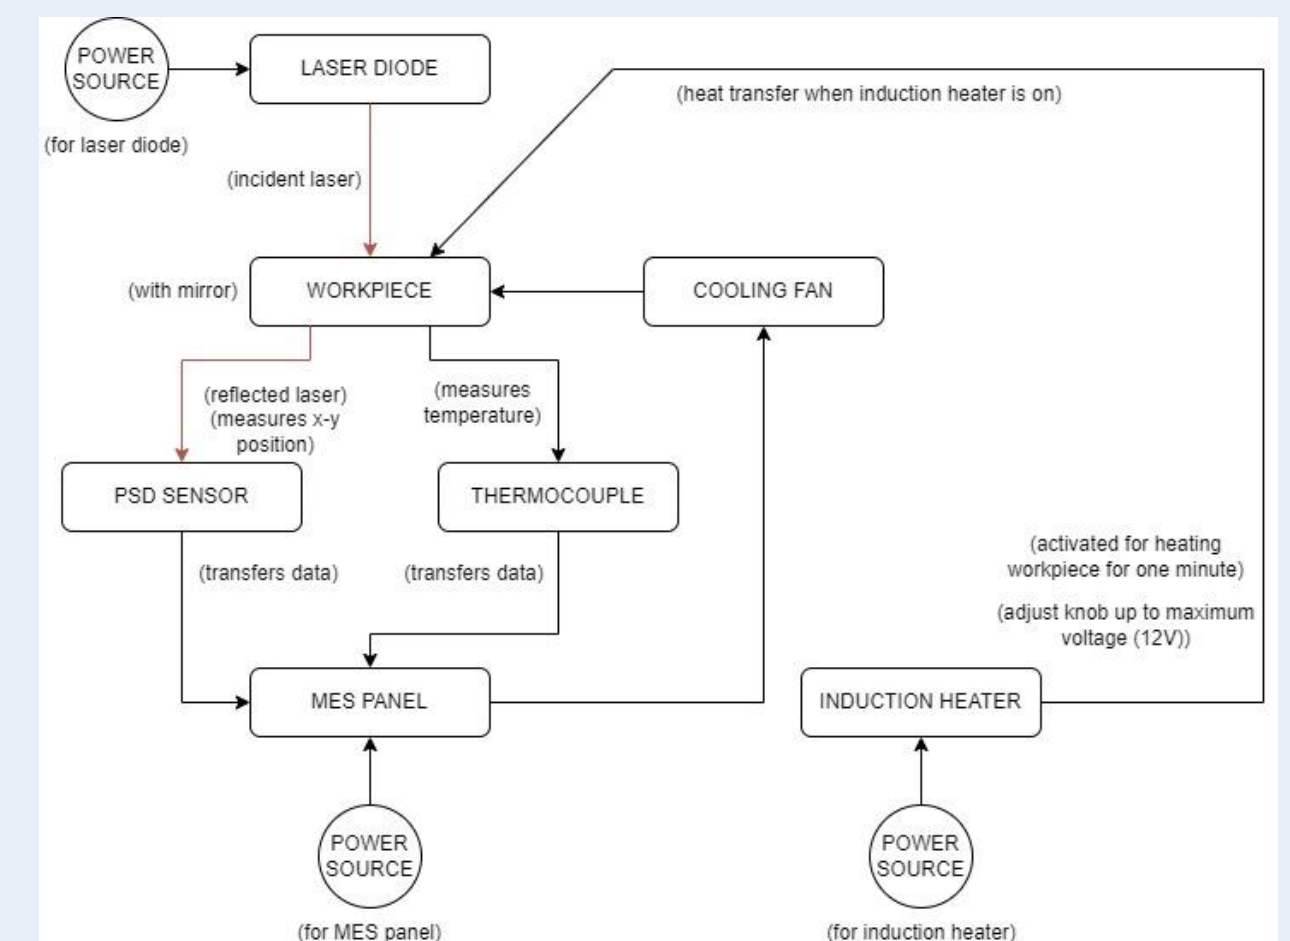 POWER
SOURCE
(for laser diode)
LASER DIODE
(heat transfer when induction heater is on)
(incident laser)
(with mirror)
WORKPIECE
COOLING FAN
(reflected laser)
(measures x-y
position)
(measures
temperature)
PSD SENSOR
THERMOCOUPLE
(transfers data)
(transfers data)
(activated for heating
workpiece for one minute)
(adjust knob up to maximum
voltage (12V))
MES PANEL
INDUCTION HEATER
POWER
SOURCE
(for MES panel)
POWER
SOURCE
(for induction heater)